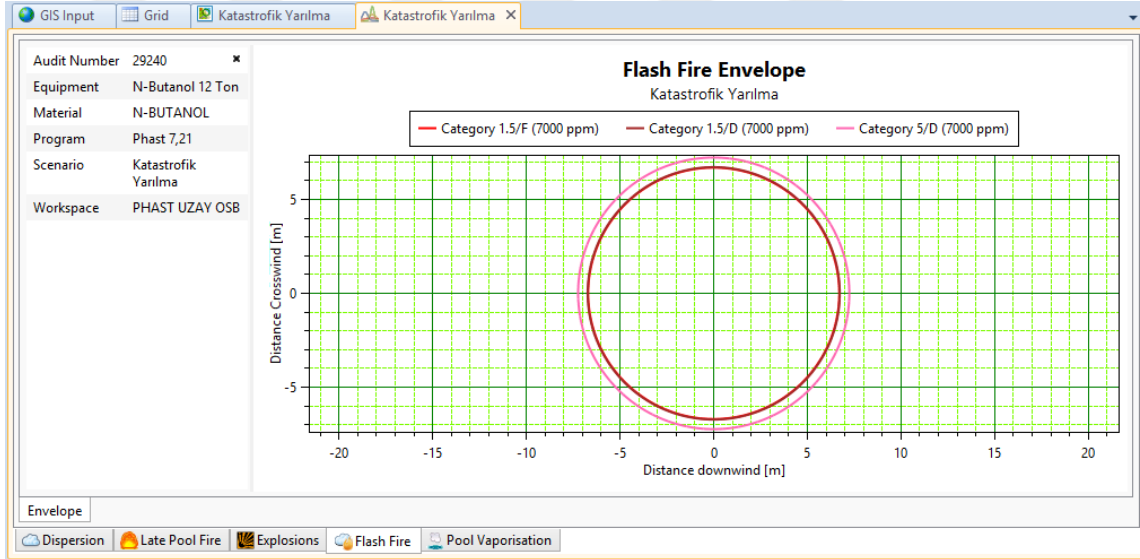 GIS Input
Grid
Katastrofik Yarılma
Katastrofik Yarılma
Audit Number 29240
Equipment N-Butanol 12 Ton
Material N-BUTANOL
Program Phast 7,21
Scenario Katastrofik
Yarılma
Workspace PHAST UZAY OSB
Flash Fire Envelope
Katastrofik Yarılma
Category 1.5/F (7000 ppm) Category 1.5/D (7000 ppm) Category 5/D (7000 ppm)
Distance Crosswind [m]
5
0
-5
-20 -15 -10 -5 0 5 10 15 20
Distance downwind [m]
Envelope
Dispersion Late Pool Fire Explosions Flash Fire Pool Vaporisation